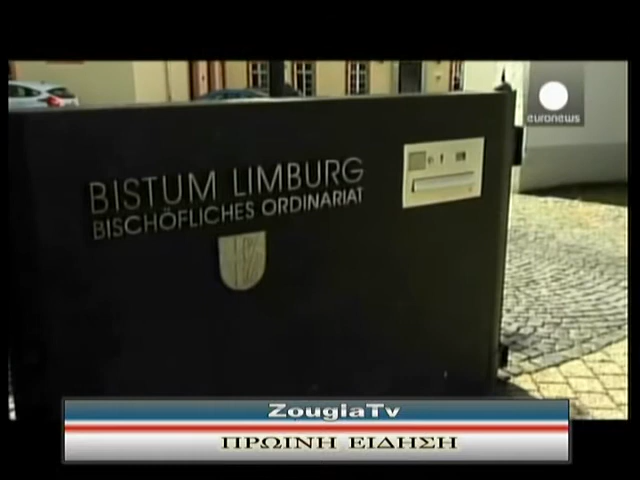 euronews
BISTUM LIMBURG
BISCHÖFLICHES ORDINARIAT
ZougiaTv
ΠΡΩΙΝΗ ΕΙΔΗΣΗ